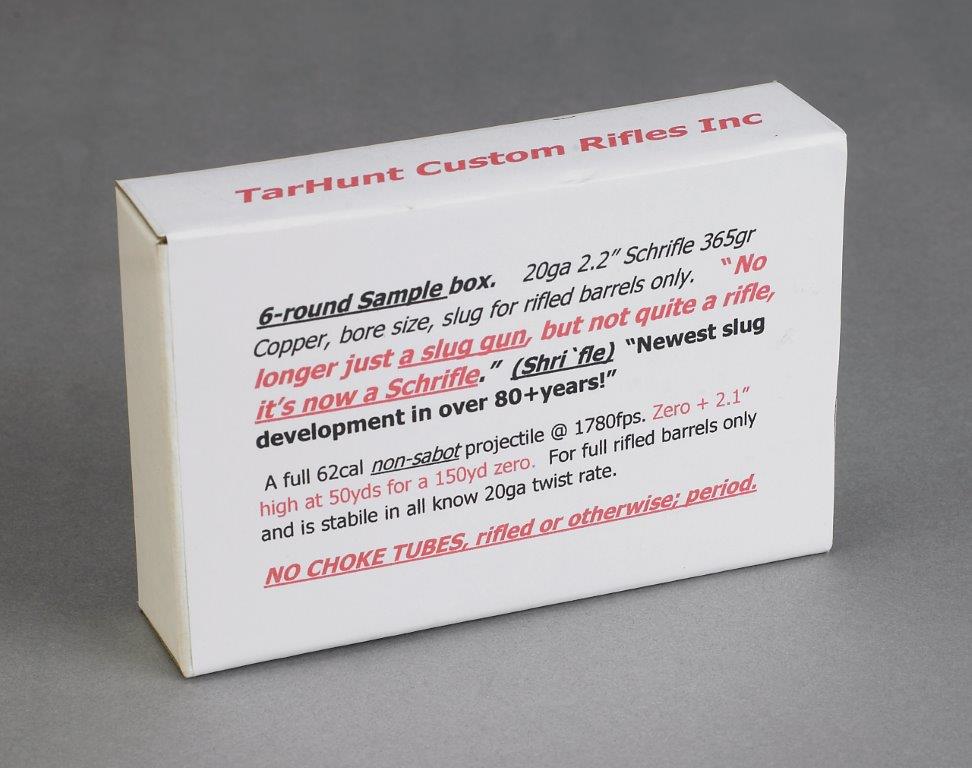 TarHunt Custom Rifles Inc
6-round Sample box. 20ga 2.2” Schrifle 365gr
Copper, bore size, slug for rifled barrels only. “No
longer just a slug gun, but not quite a rifle,
it’s now a Schrifle.” (Shri`fle) “Newest slug
development in over 80+years!”
A full 62cal non-sabot projectile @ 1780fps. Zero + 2.1”
high at 50yds for a 150yd zero. For full rifled barrels only
and is stabile in all know 20ga twist rate.
NO CHOKE TUBES, rifled or otherwise; period.